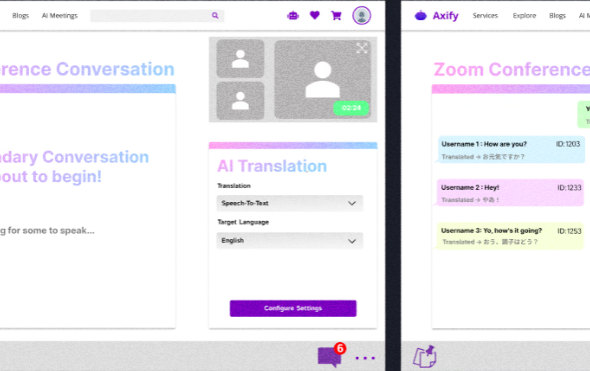 Blogs
AI Meetings
erence Conversation
ndary Conversation
out to begin!
g for some to speak...
02/24
AI Translation
Translation
Speech-To-Text
Target Language
English
Configure Settings
6
Axify
Services
Explore
Blogs
AI M
Zoom Conference
Y
Username 1 : How are you?
ID:1203
Translated -> お元気ですか？
Username 2 : Hey!
ID:1233
Translated -> やあ！
Username 3: Yo, how's it going?
ID:1253
Translated -> おう、調子はどう？